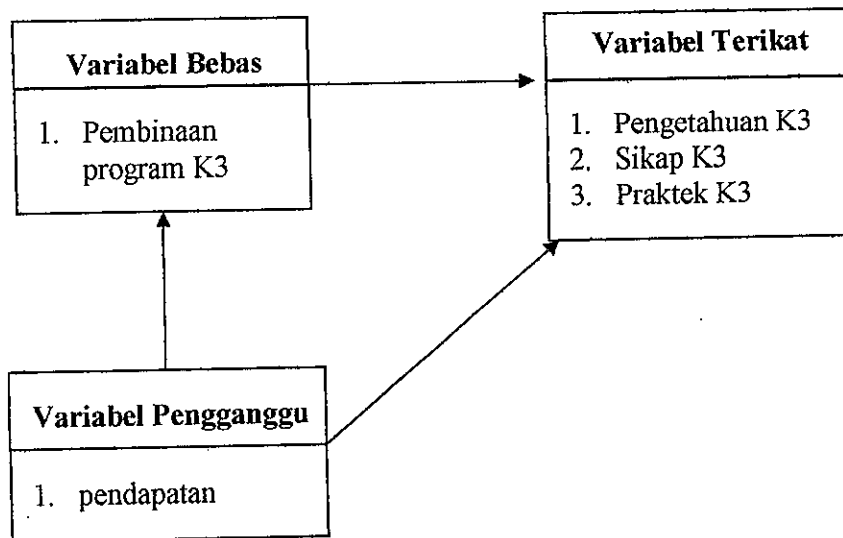 Variabel Bebas
1. Pembinaan
program K3
Variabel Terikat
1. Pengetahuan K3
2. Sikap K3
3. Praktek K3
Variabel Pengganggu
1. pendapatan